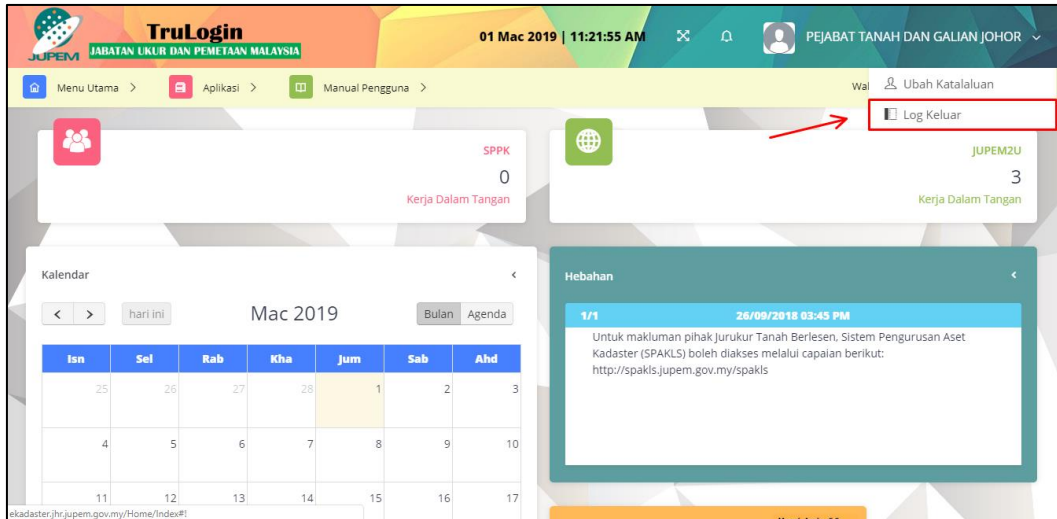 TruLogin
JUPEM
JABATAN UKUR DAN PEMETAAN MALAYSIA
01 Mac 2019 | 11:21:55 AM
PEJABAT TANAH DAN GALIAN JOHOR
Menu Utama >
Aplikasi >
Manual Pengguna >
Ubah Katalaluan
Log Keluar
SPPK
0
Kerja Dalam Tangan
JUPEM2U
3
Kerja Dalam Tangan
Kalendar
< > hari ini Mac 2019 Bulan Agenda
Isn Sel Rab Kha Jum Sab Ahd
25 26 27 28 1 2 3
4 5 6 7 8 9 10
11 12 13 14 15 16 17
Hebahan
1/1 26/09/2018 03:45 PM
Untuk makluman pihak Jurukur Tanah Berlesen, Sistem Pengurusan Aset
Kadaster (SPAKLS) boleh diakses melalui capaian berikut:
http://spakls.jupem.gov.my/spakls
ekadaster.jhr.jupem.gov.my/Home/Index#!